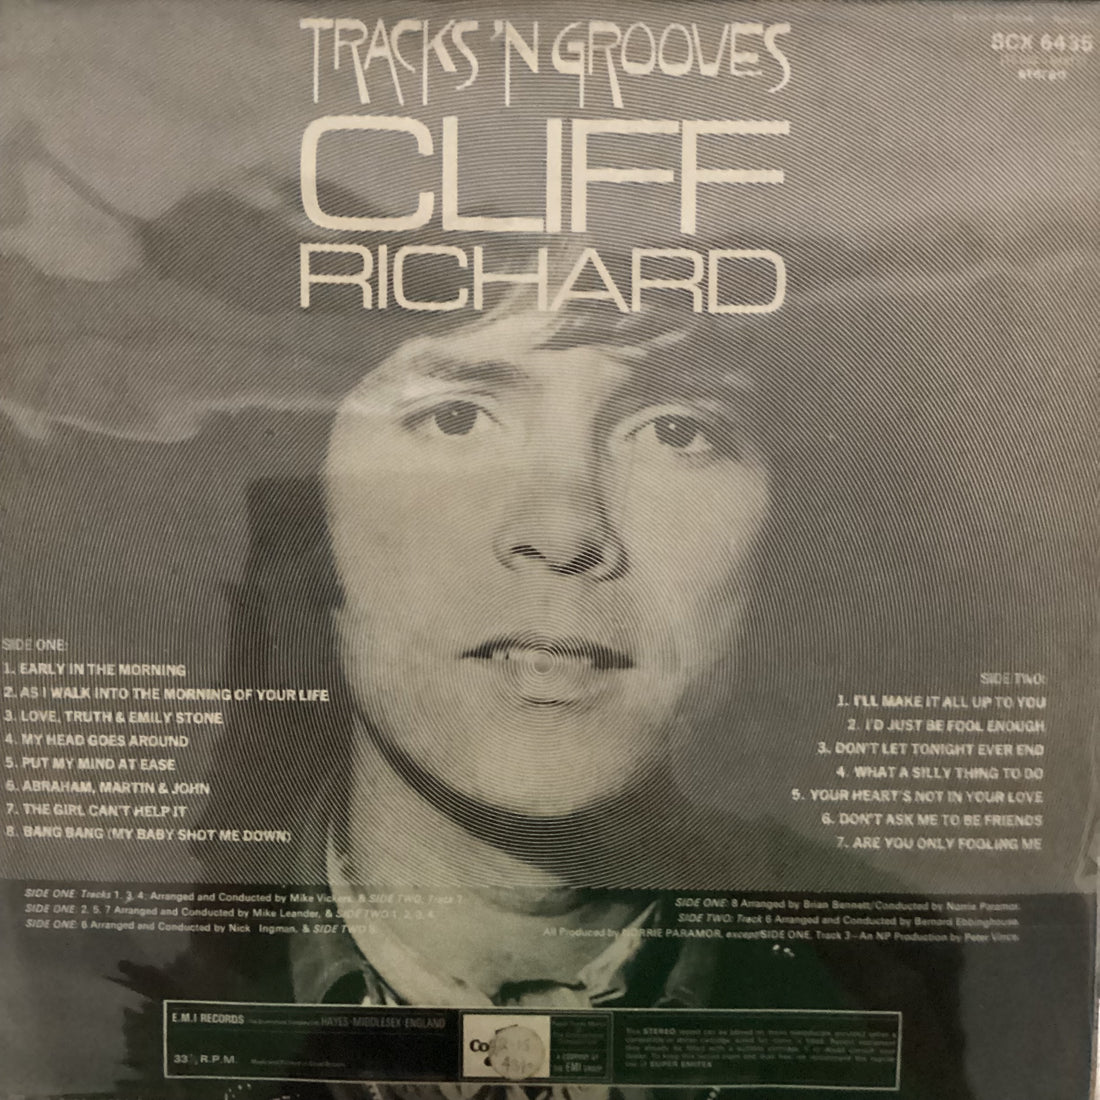 TRACKS 'N GROOVES
SCX 6435
stereo
CLIFF
RICHARD
SIDE ONE:
1. EARLY IN THE MORNING
2. AS I WALK INTO THE MORNING OF YOUR LIFE
3. LOVE, TRUTH & EMILY STONE
4. MY HEAD GOES AROUND
5. PUT MY MIND AT EASE
6. ABRAHAM, MARTIN & JOHN
7. THE GIRL CAN'T HELP IT
8. BANG BANG (MY BABY SHOT ME DOWN)
SIDE TWO:
1. I'LL MAKE IT ALL UP TO YOU
2. I'D JUST BE FOOL ENOUGH
3. DON'T LET TONIGHT EVER END
4. WHAT A SILLY THING TO DO
5. YOUR HEART'S NOT IN YOUR LOVE
6. DON'T ASK ME TO BE FRIENDS
7. ARE YOU ONLY FOOLING ME
SIDE ONE: Tracks 1, 3, 4: Arranged and Conducted by Mike Vickers, & SIDE TWO: Track 7.
SIDE ONE: 2, 5, 7 Arranged and Conducted by Mike Leander, & SIDE TWO 1, 2, 3, 4.
SIDE ONE: 6 Arranged and Conducted by Nick Ingman, & SIDE TWO
SIDE ONE: 8 Arranged by Brian Bennett/Conducted by Norrie Paramor.
SIDE TWO: Track 6 Arranged and Conducted by Bernard Ebbinghouse.
All Produced by NORRIE PARAMOR, except SIDE ONE, Track 3—An NP Production by Peter Vince.
E.M.I RECORDS HAYES·MIDDLESEX·ENGLAND
33⅓ R.P.M.
Co
A COMPANY OF
THE EMI GROUP